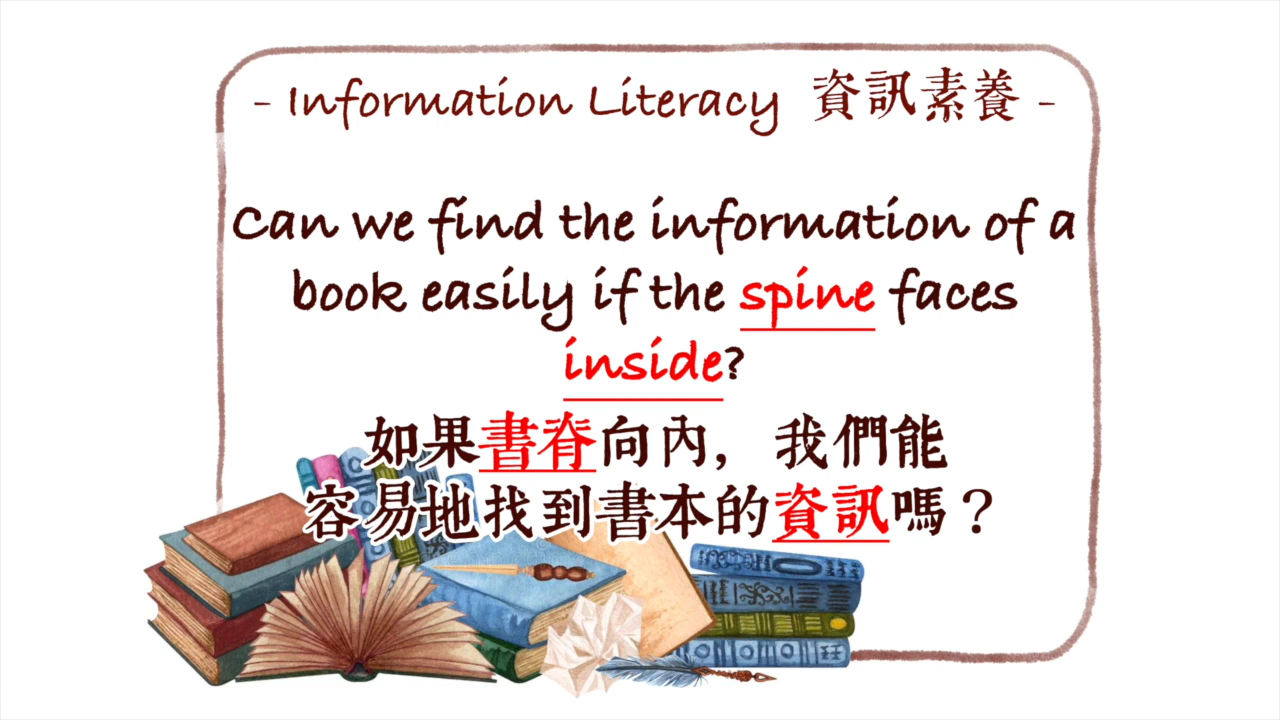 - Information Literacy 資訊素養 -
Can we find the information of a
book easily if the spine faces
inside?
如果書脊向內，我們能
容易地找到書本的資訊嗎？